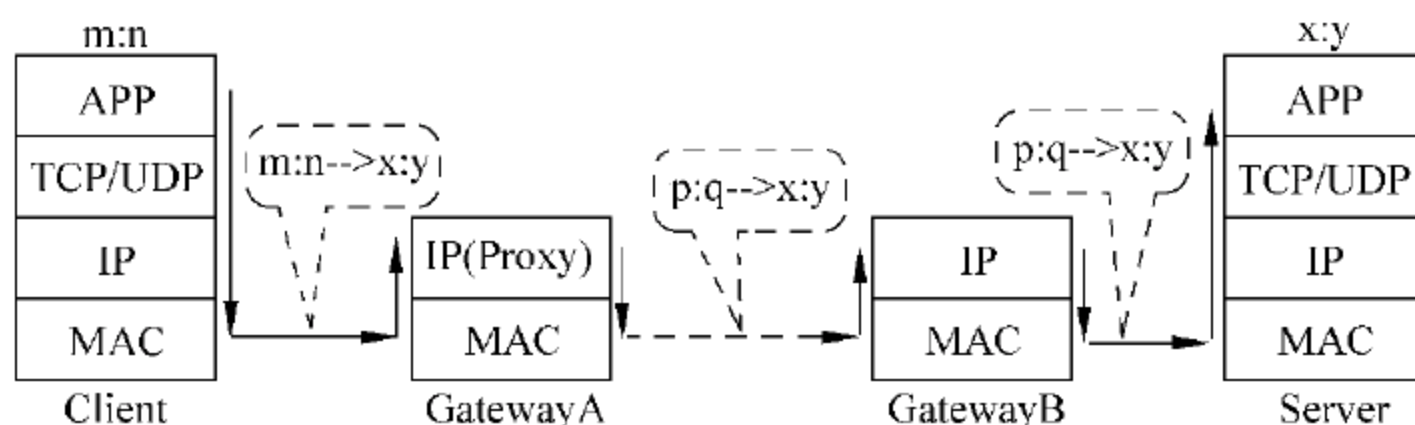 m:n
APP
TCP/UDP
IP
MAC
Client
m:n-->x:y
IP(Proxy)
MAC
GatewayA
p:q-->x:y
IP
MAC
GatewayB
p:q-->x:y
x:y
APP
TCP/UDP
IP
MAC
Server